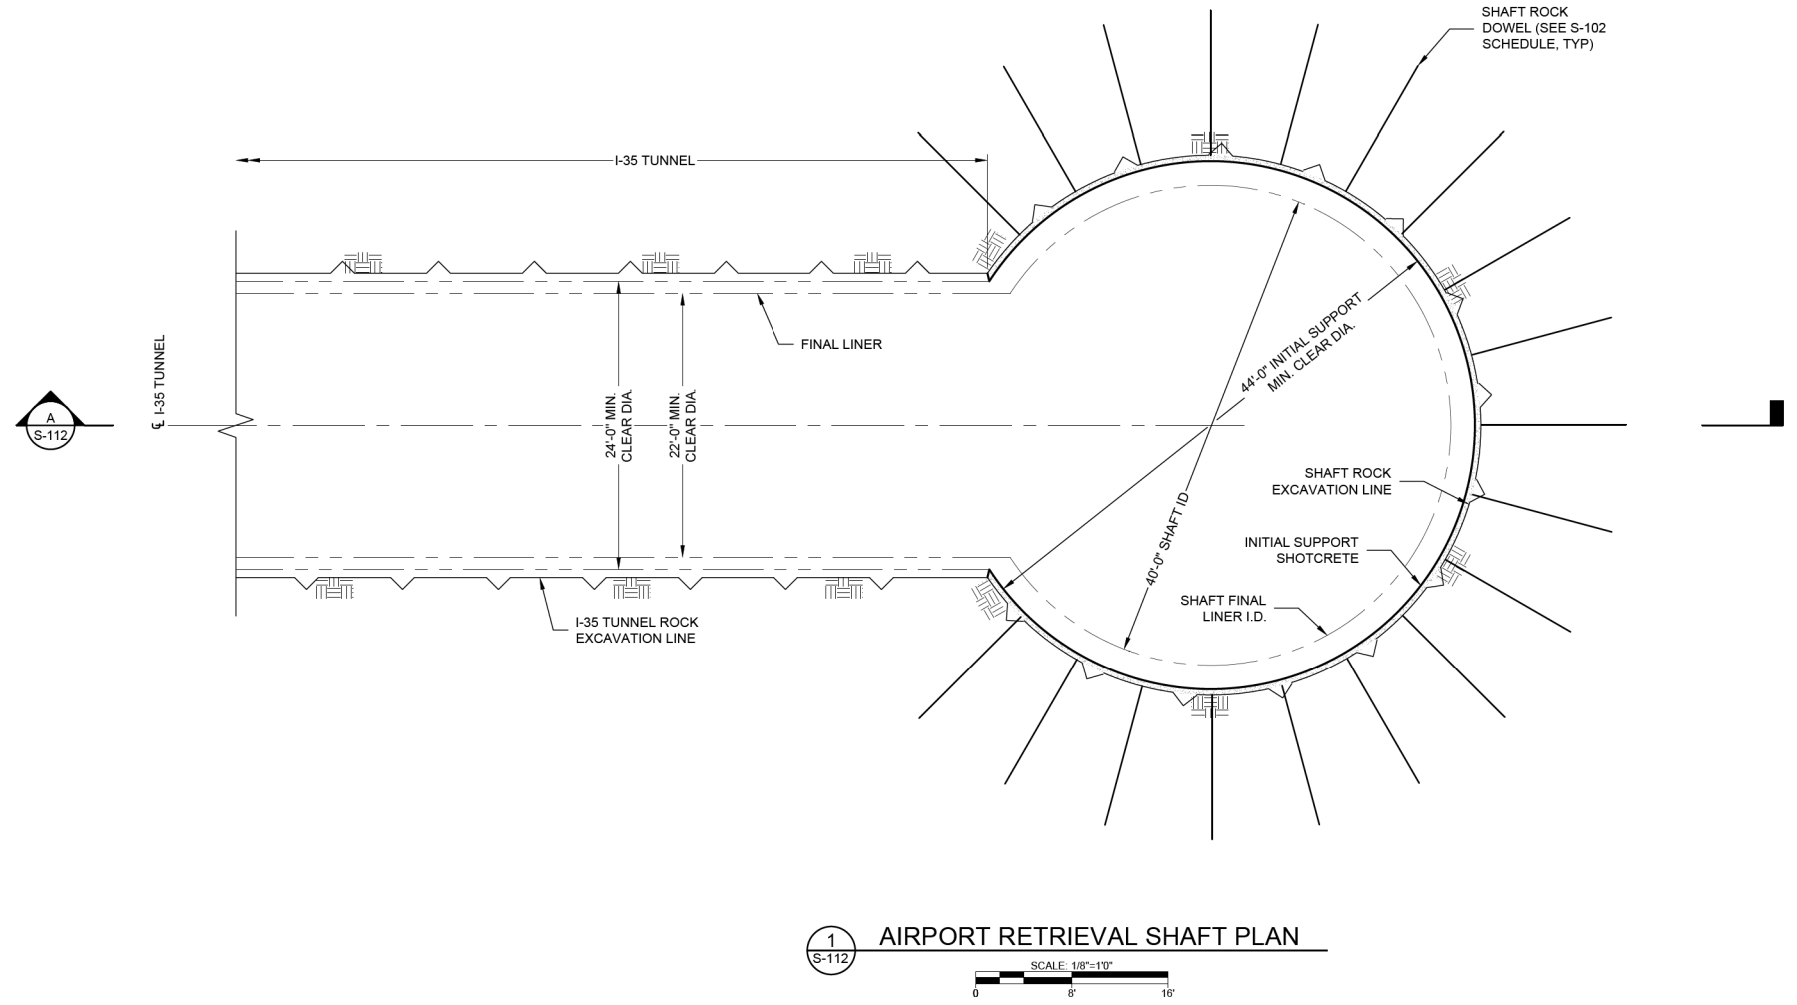 SHAFT ROCK
DOWEL (SEE S-102
SCHEDULE, TYP)
I-35 TUNNEL
FINAL LINER
℄ I-35 TUNNEL
24'-0" MIN.
CLEAR DIA.
22'-0" MIN.
CLEAR DIA.
44'-0" INITIAL SUPPORT
MIN. CLEAR DIA.
A
S-112
40'-0" SHAFT ID
SHAFT ROCK
EXCAVATION LINE
INITIAL SUPPORT
SHOTCRETE
SHAFT FINAL
LINER I.D.
I-35 TUNNEL ROCK
EXCAVATION LINE
1
S-112
AIRPORT RETRIEVAL SHAFT PLAN
SCALE: 1/8"=1'0"
0 8' 16'